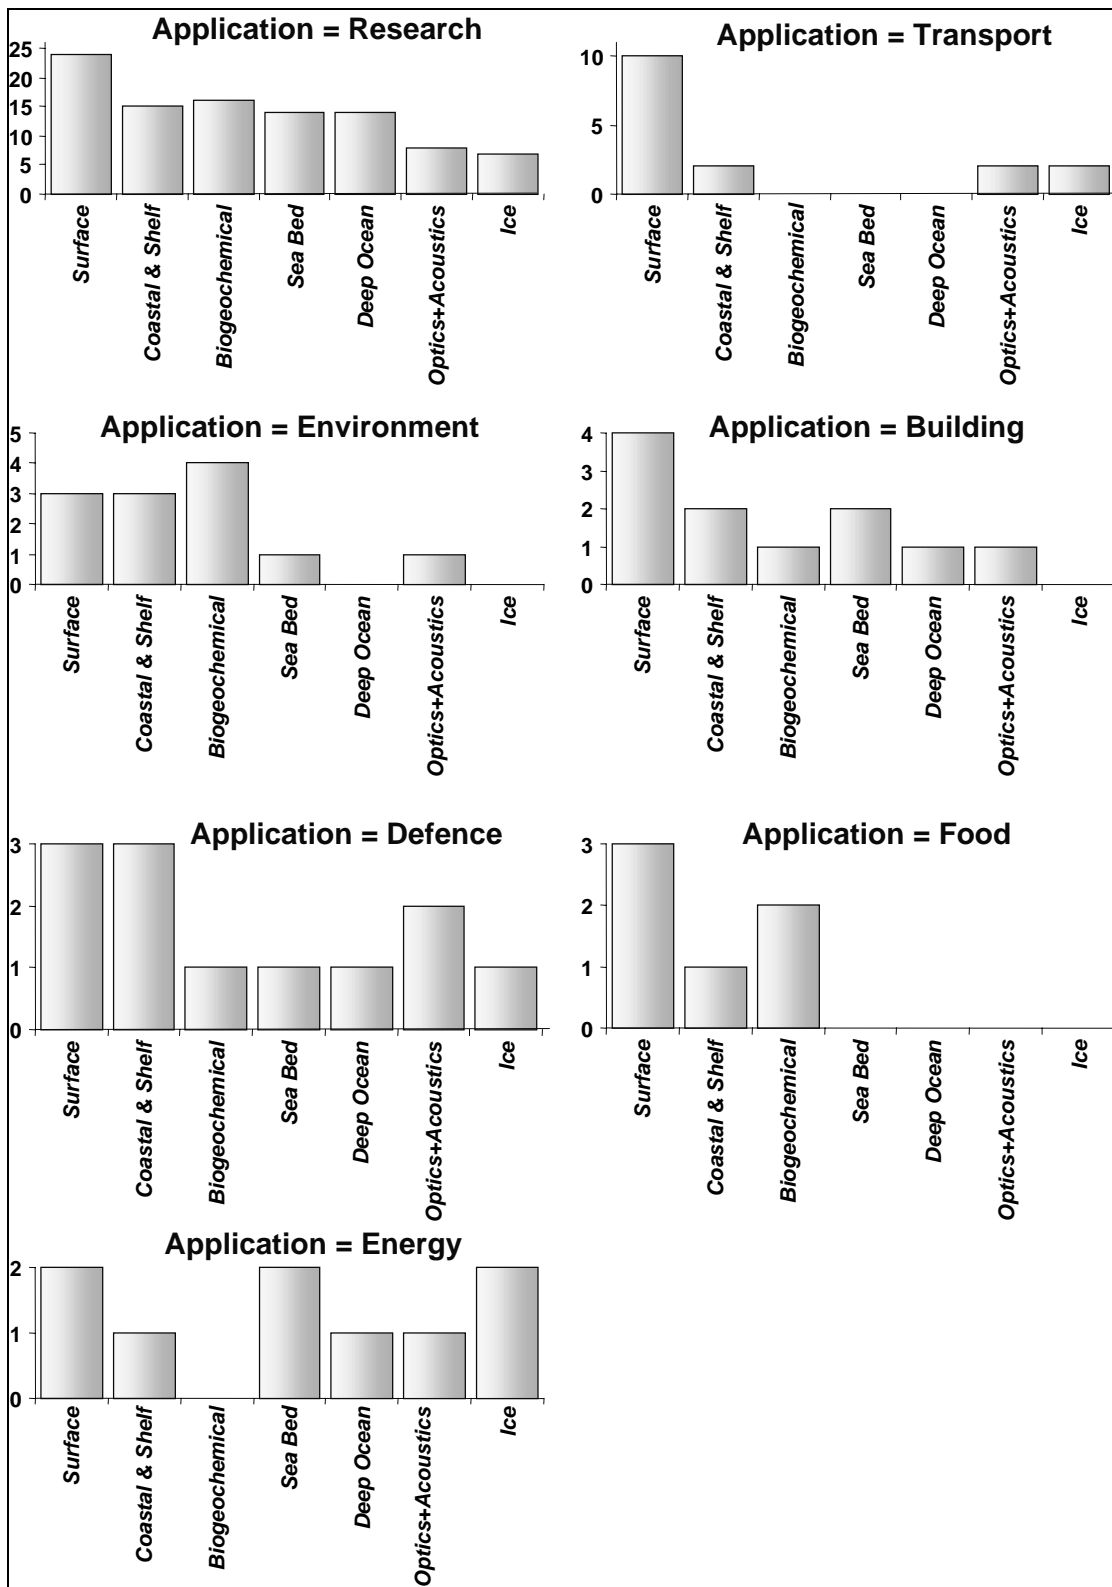 Application = Research
25
20
15
10
5
0
Surface
Coastal & Shelf
Biogeochemical
Sea Bed
Deep Ocean
Optics+Acoustics
Ice
Application = Transport
10
5
0
Surface
Coastal & Shelf
Biogeochemical
Sea Bed
Deep Ocean
Optics+Acoustics
Ice
Application = Environment
5
4
3
2
1
0
Surface
Coastal & Shelf
Biogeochemical
Sea Bed
Deep Ocean
Optics+Acoustics
Ice
Application = Building
4
3
2
1
0
Surface
Coastal & Shelf
Biogeochemical
Sea Bed
Deep Ocean
Optics+Acoustics
Ice
Application = Defence
3
2
1
0
Surface
Coastal & Shelf
Biogeochemical
Sea Bed
Deep Ocean
Optics+Acoustics
Ice
Application = Food
3
2
1
0
Surface
Coastal & Shelf
Biogeochemical
Sea Bed
Deep Ocean
Optics+Acoustics
Ice
Application = Energy
2
1
0
Surface
Coastal & Shelf
Biogeochemical
Sea Bed
Deep Ocean
Optics+Acoustics
Ice